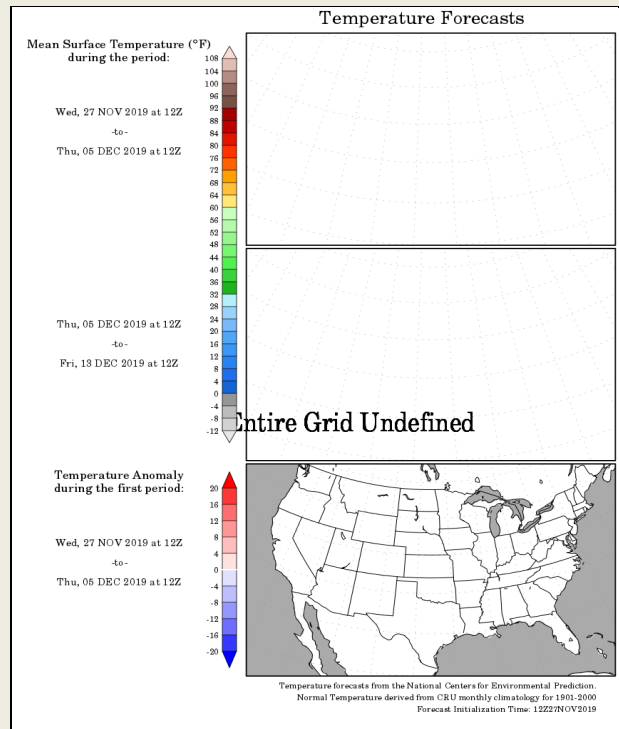 Temperature Forecasts
Mean Surface Temperature (°F)
during the period:
Wed, 27 NOV 2019 at 12Z
-to-
Thu, 05 DEC 2019 at 12Z
108
104
100
96
92
88
84
80
76
72
68
64
60
56
52
48
44
40
36
32
28
24
20
16
12
8
4
0
-4
-8
-12
Thu, 05 DEC 2019 at 12Z
-to-
Fri, 13 DEC 2019 at 12Z
Entire Grid Undefined
Temperature Anomaly
during the first period:
Wed, 27 NOV 2019 at 12Z
-to-
Thu, 05 DEC 2019 at 12Z
20
16
12
8
4
0
-4
-8
-12
-16
-20
Temperature forecasts from the National Centers for Environmental Prediction.
Normal Temperature derived from CRU monthly climatology for 1901-2000
Forecast Initialization Time: 12Z27NOV2019